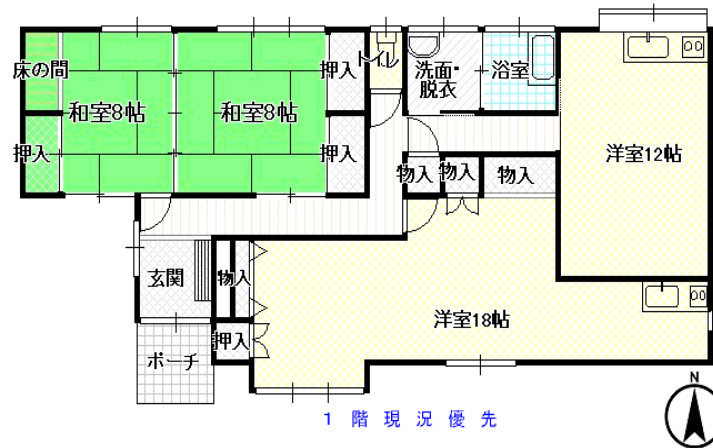 床の間
和室8帖
和室8帖
押入
押入
押入
トイレ
洗面・
脱衣
浴室
洋室12帖
物入
物入
物入
玄関
物入
押入
洋室18帖
ポーチ
N
1階現況優先